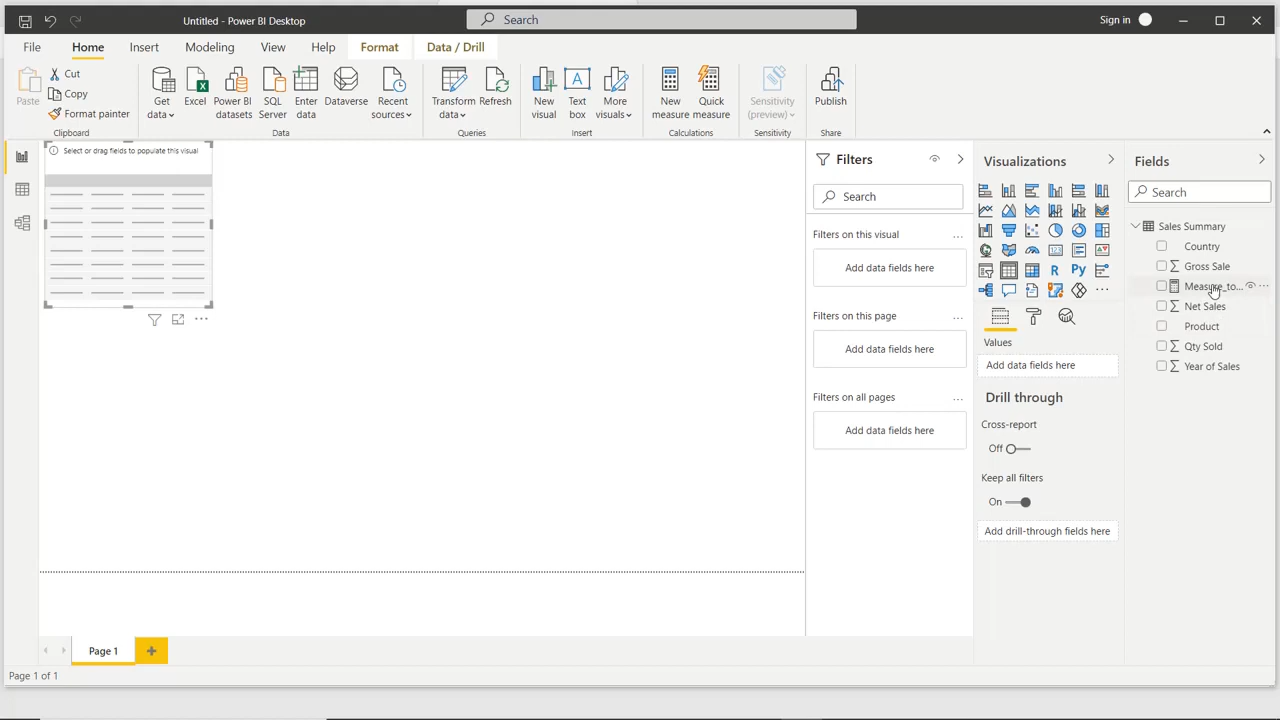 Untitled - Power BI Desktop
Search
Sign in
File
Home
Insert
Modeling
View
Help
Format
Data / Drill
Paste
Cut
Copy
Format painter
Clipboard
Get data
Excel
Power BI datasets
SQL Server
Enter data
Dataverse
Recent sources
Data
Transform data
Refresh
Queries
New visual
Text box
More visuals
Insert
New measure
Quick measure
Calculations
Sensitivity (preview)
Sensitivity
Publish
Share
Select or drag fields to populate this visual
Filters
Search
Filters on this visual
...
Add data fields here
Filters on this page
...
Add data fields here
Filters on all pages
...
Add data fields here
Visualizations
R
Py
...
Values
Add data fields here
Drill through
Cross-report
Off
Keep all filters
On
Add drill-through fields here
Fields
Search
Sales Summary
Country
Σ Gross Sale
Measure_to...
Σ Net Sales
Product
Σ Qty Sold
Σ Year of Sales
Page 1
Page 1 of 1